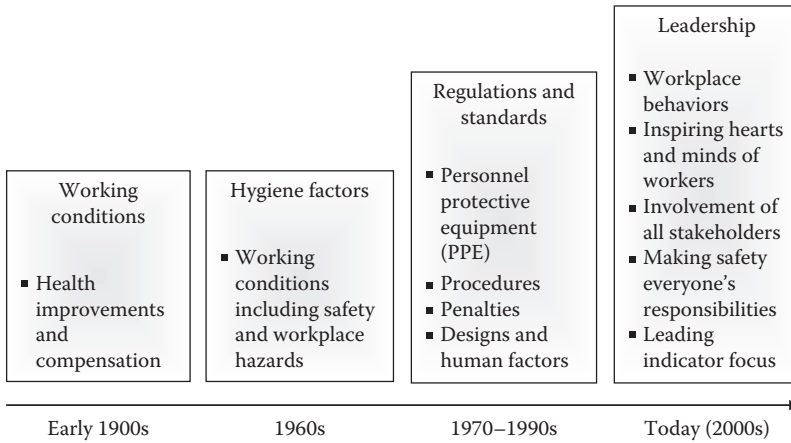 Working
conditions
▪ Health
improvements
and
compensation
Hygiene factors
▪ Working
conditions
including safety
and workplace
hazards
Regulations and
standards
▪ Personnel
protective
equipment
(PPE)
▪ Procedures
▪ Penalties
▪ Designs and
human factors
Leadership
▪ Workplace
behaviors
▪ Inspiring hearts
and minds of
workers
▪ Involvement of
all stakeholders
▪ Making safety
everyone’s
responsibilities
▪ Leading
indicator focus
Early 1900s
1960s
1970–1990s
Today (2000s)